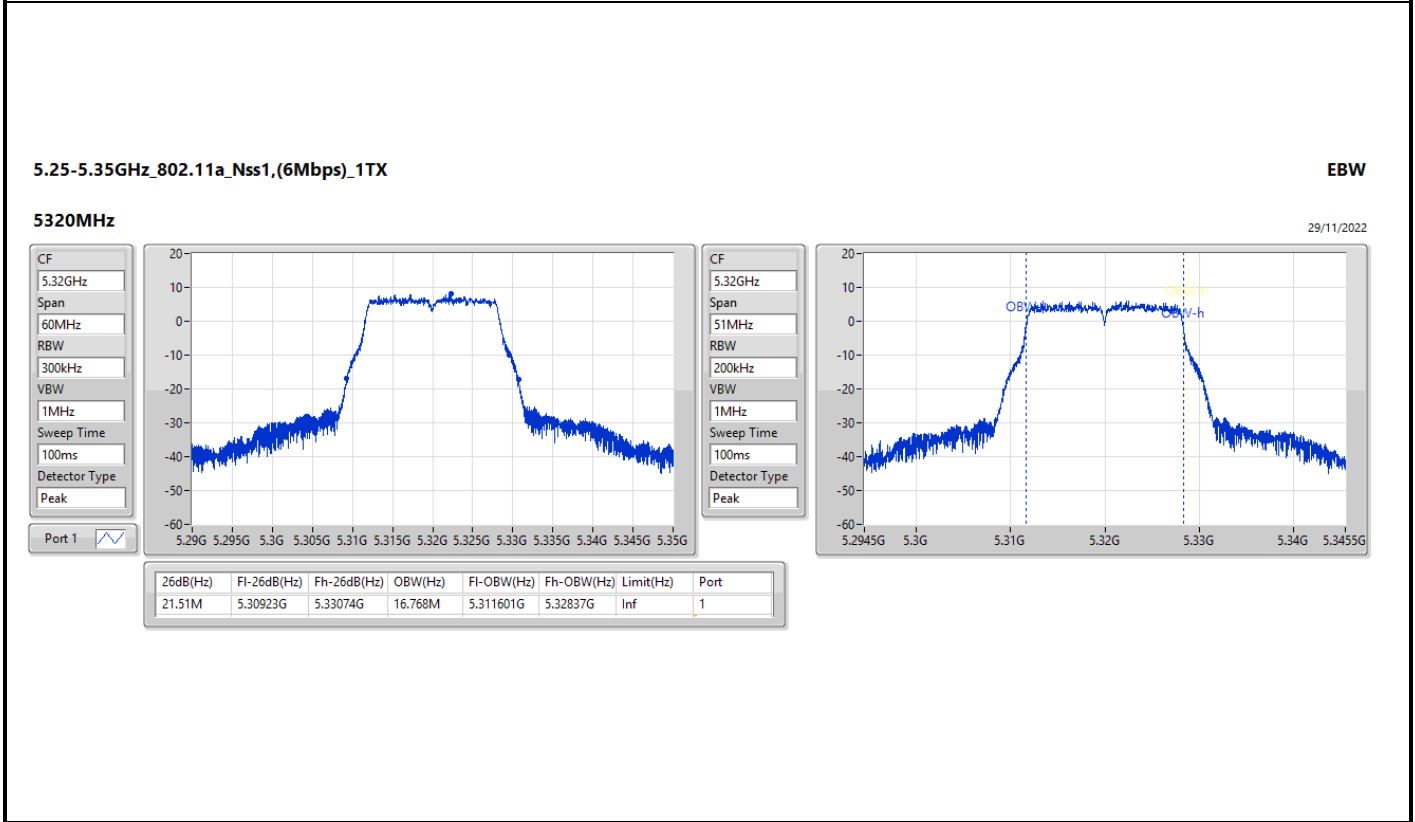 5.25-5.35GHz_802.11a_Nss1,(6Mbps)_1TX EBW
5320MHz 29/11/2022
CF
5.32GHz
Span
60MHz
RBW
300kHz
VBW
1MHz
Sweep Time
100ms
Detector Type
Peak
Port 1
20
10
0
-10
-20
-30
-40
-50
-60
5.29G 5.295G 5.3G 5.305G 5.31G 5.315G 5.32G 5.325G 5.33G 5.335G 5.34G 5.345G 5.35G
CF
5.32GHz
Span
51MHz
RBW
200kHz
VBW
1MHz
Sweep Time
100ms
Detector Type
Peak
20
10
0
-10
-20
-30
-40
-50
-60
OBW-h
5.2945G 5.3G 5.31G 5.32G 5.33G 5.34G 5.3455G
26dB(Hz) Fl-26dB(Hz) Fh-26dB(Hz) OBW(Hz) Fl-OBW(Hz) Fh-OBW(Hz) Limit(Hz) Port
21.51M 5.30923G 5.33074G 16.768M 5.311601G 5.32837G Inf 1